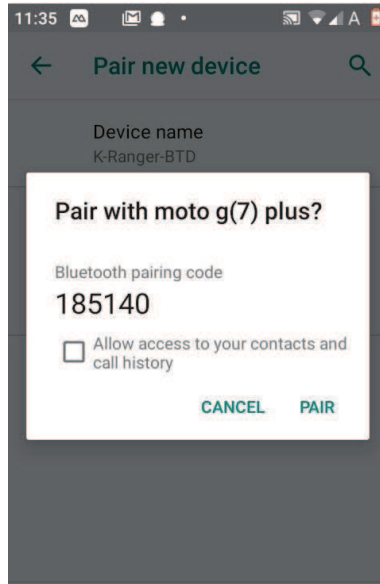 11:35 A
Pair new device
Device name
K-Ranger-BTD
Pair with moto g(7) plus?
Bluetooth pairing code
185140
Allow access to your contacts and
call history
CANCEL PAIR